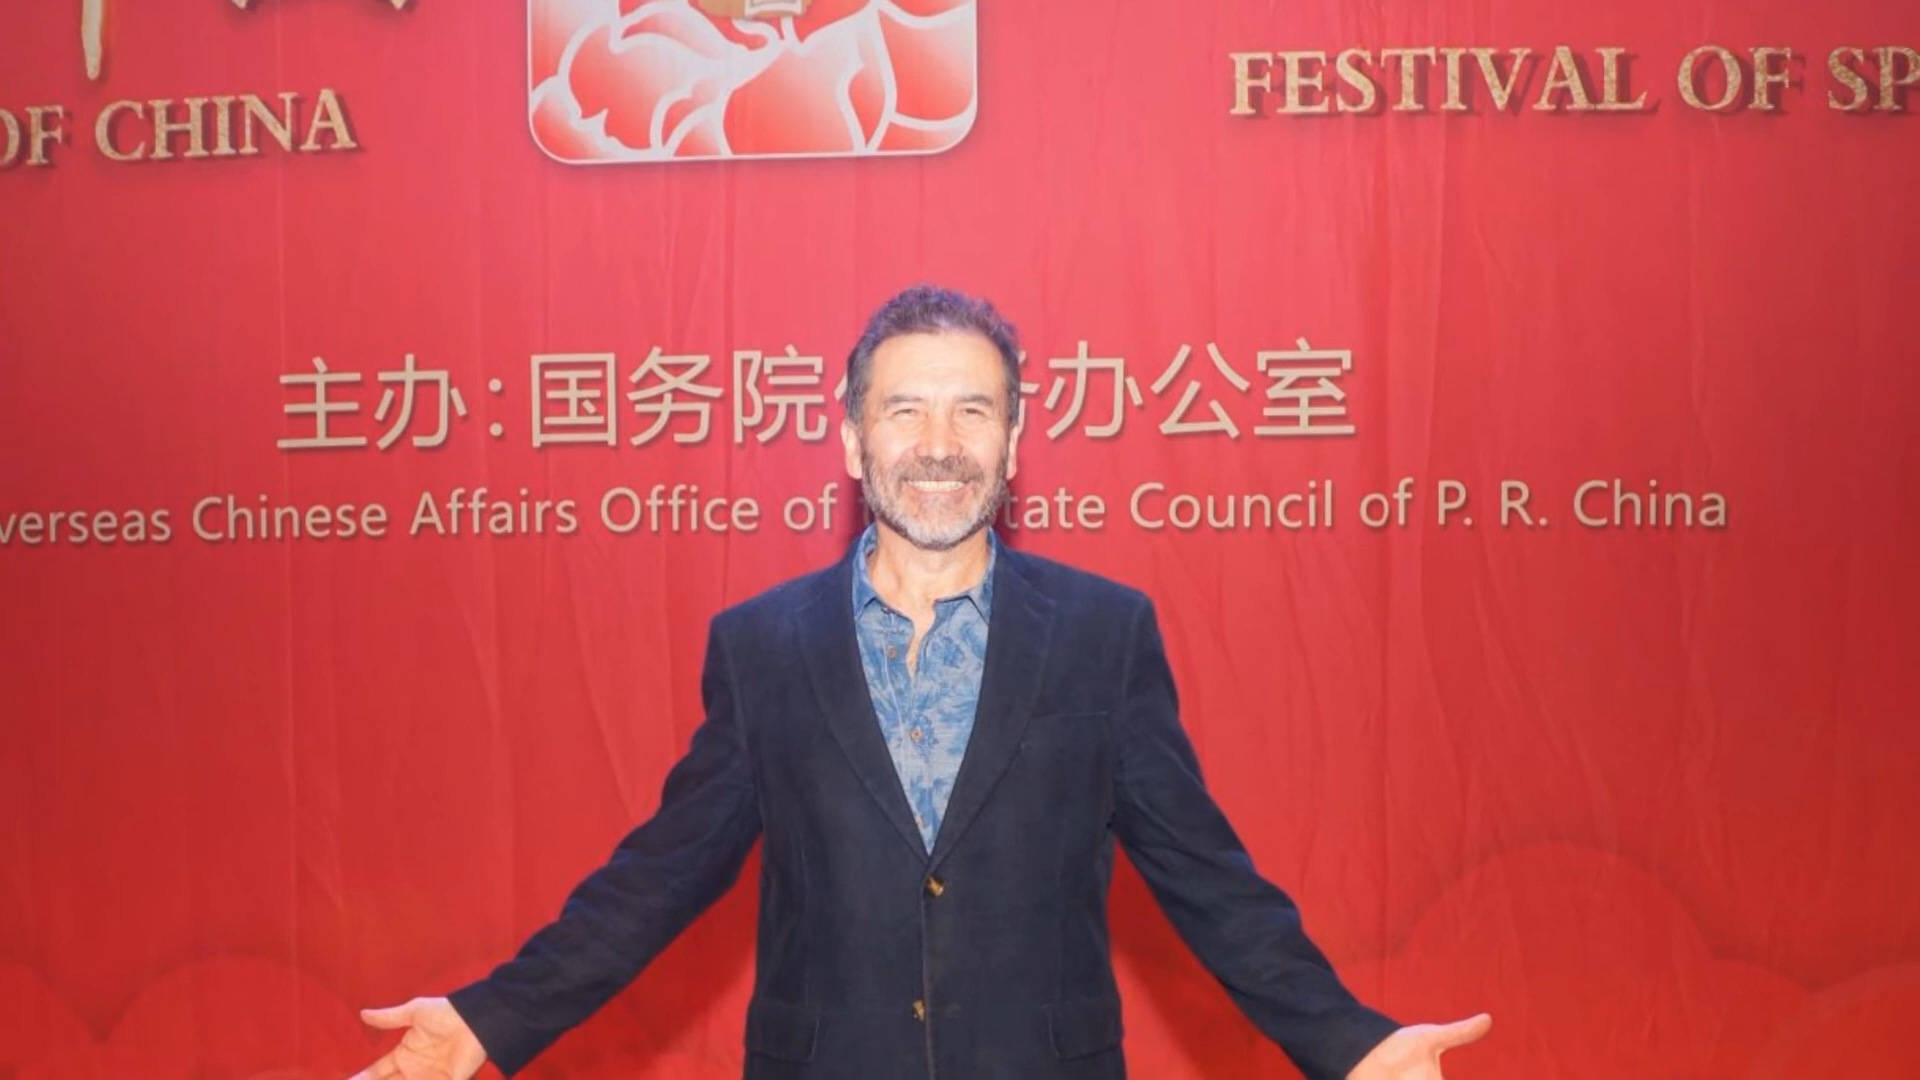 OF CHINA
FESTIVAL OF SP
主办:国务院 办公室
verseas Chinese Affairs Office of tate Council of P. R. China